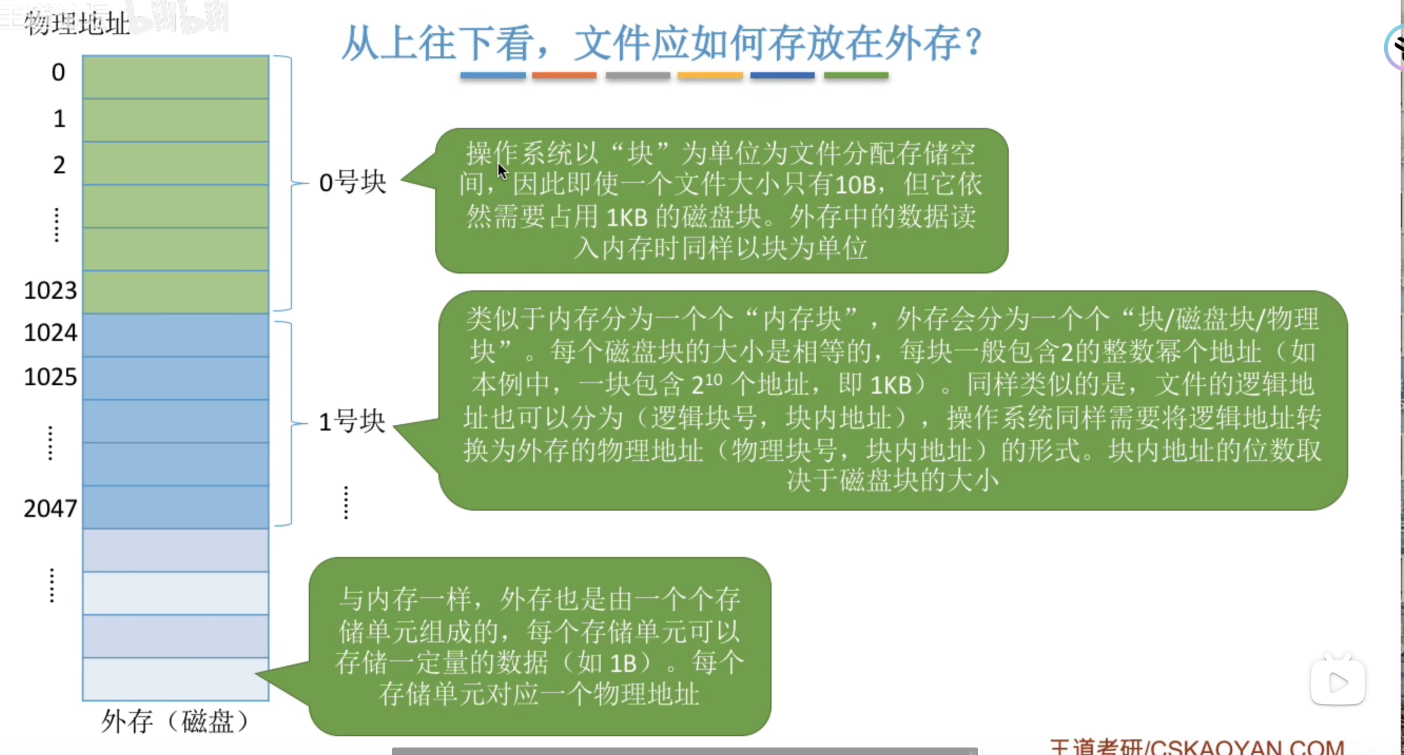 物理地址
从上往下看，文件应如何存放在外存？
0
1
2
1023
1024
1025
2047
0号块
操作系统以“块”为单位为文件分配存储空
间，因此即使一个文件大小只有10B，但它依
然需要占用 1KB 的磁盘块。外存中的数据读
入内存时同样以块为单位
1号块
类似于内存分为一个个“内存块”，外存会分为一个个“块/磁盘块/物理
块”。每个磁盘块的大小是相等的，每块一般包含2的整数幂个地址（如
本例中，一块包含 2¹⁰ 个地址，即 1KB）。同样类似的是，文件的逻辑地
址也可以分为（逻辑块号，块内地址），操作系统同样需要将逻辑地址转
换为外存的物理地址（物理块号，块内地址）的形式。块内地址的位数取
决于磁盘块的大小
与内存一样，外存也是由一个个存
储单元组成的，每个存储单元可以
存储一定量的数据（如 1B）。每个
存储单元对应一个物理地址
外存（磁盘）
王道考研/CSKAOYAN.COM